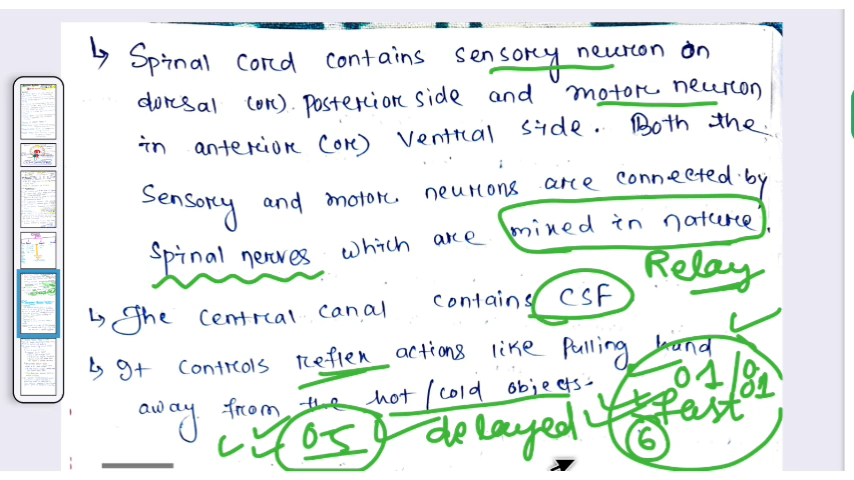 ↳ Spinal cord contains sensory neuron on
dorsal (or) posterior side and motor neuron
in anterior (or) ventral side. Both the
sensory and motor neurons are connected by
spinal nerves which are mixed in nature.
Relay
↳ The central canal contains CSF
↳ It controls reflex actions like pulling hand
away from the hot/cold objects-
05 delayed fast
01/0.01
6